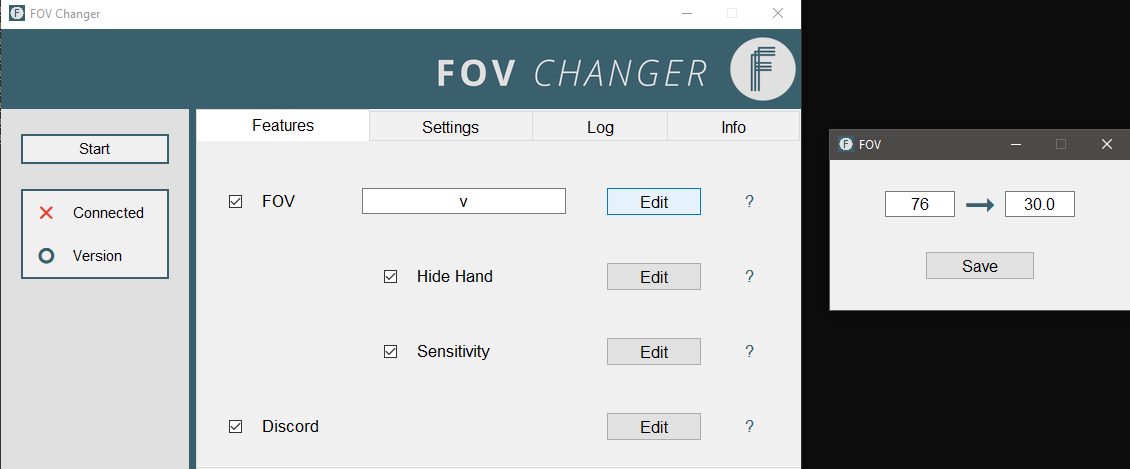 FOV Changer
FOV CHANGER
Start
Connected
Version
Features Settings Log Info
FOV v Edit ?
Hide Hand Edit ?
Sensitivity Edit ?
Discord Edit ?
FOV
76 30.0
Save